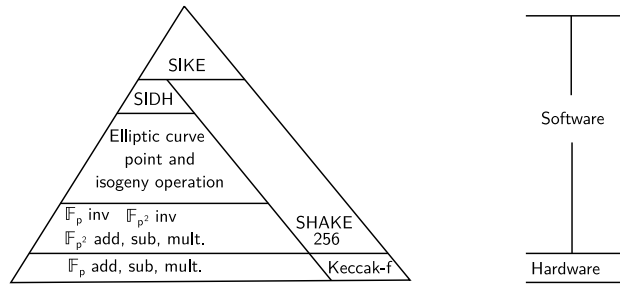 SIKE
SIDH
Elliptic curve
point and
isogeny operation
𝔽ₚ inv 𝔽ₚ² inv
𝔽ₚ² add, sub, mult.
SHAKE
256
𝔽ₚ add, sub, mult.
Keccak-f
Software
Hardware